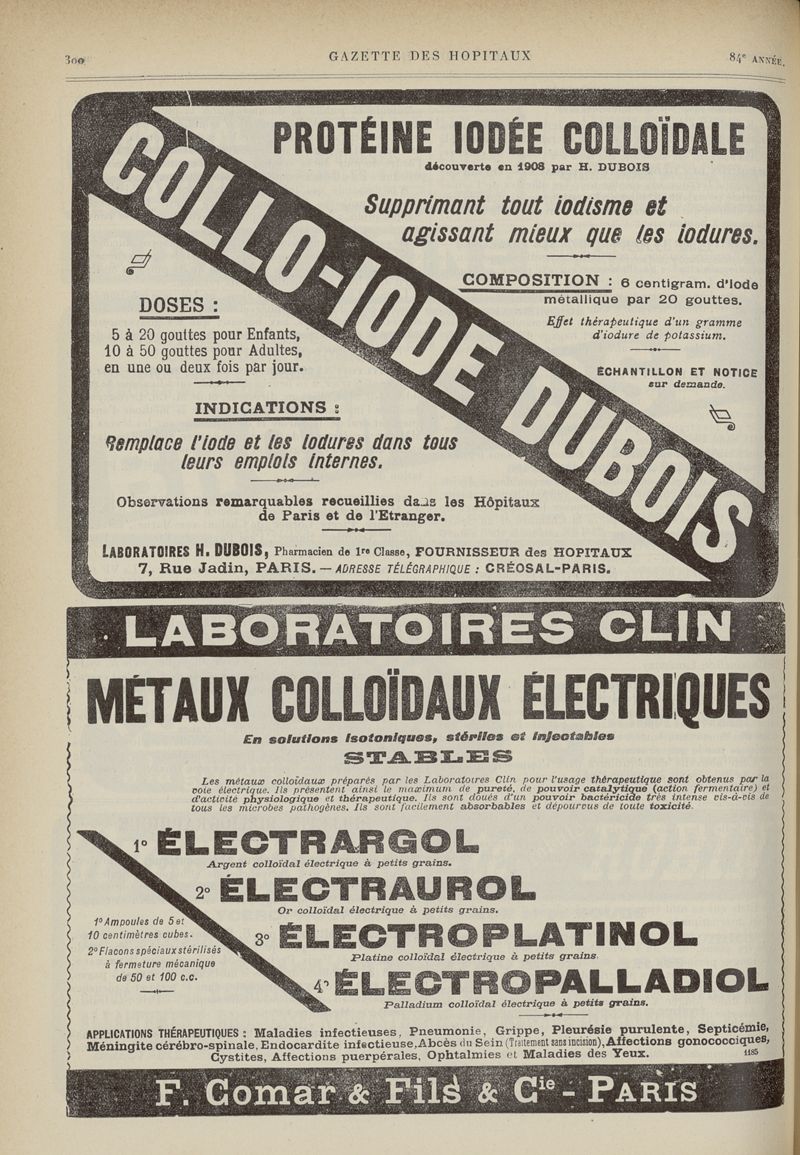 300
GAZETTE DES HOPITAUX
84e ANNÉE.
PROTÉINE IODÉE COLLOÏDALE
découverte en 1908 par H. DUBOIS
Supprimant tout iodisme et
agissant mieux que les iodures.
COLLO-IODE DUBOIS
COMPOSITION : 6 centigram. d'Iode
métallique par 20 gouttes.
Effet thérapeutique d'un gramme
d'iodure de potassium.
ÉCHANTILLON ET NOTICE
sur demande.
DOSES :
5 à 20 gouttes pour Enfants,
10 à 50 gouttes pour Adultes,
en une ou deux fois par jour.
INDICATIONS :
Remplace l'iode et les iodures dans tous
leurs emplois internes.
Observations remarquables recueillies dans les Hôpitaux
de Paris et de l'Etranger.
LABORATOIRES H. DUBOIS, Pharmacien de 1re Classe, FOURNISSEUR des HOPITAUX
7, Rue Jadin, PARIS. — ADRESSE TÉLÉGRAPHIQUE : CRÉOSAL-PARIS.
LABORATOIRES CLIN
MÉTAUX COLLOÏDAUX ÉLECTRIQUES
En solutions isotoniques, stériles et injectables
STABLES
Les métaux colloïdaux préparés par les Laboratoires Clin pour l'usage thérapeutique sont obtenus par la
voie électrique. Ils présentent ainsi le maximum de pureté, de pouvoir catalytique (action fermentaire) et
d'activité physiologique et thérapeutique. Ils sont doués d'un pouvoir bactéricide très intense vis-à-vis de
tous les microbes pathogènes. Ils sont facilement absorbables et dépourvus de toute toxicité.
1° ÉLECTRARGOL
Argent colloïdal électrique à petits grains.
2° ÉLECTRAUROL
Or colloïdal électrique à petits grains.
3° ÉLECTROPLATINOL
Platine colloïdal électrique à petits grains.
4° ÉLECTROPALLADIOL
Palladium colloïdal électrique à petits grains.
1° Ampoules de 5 et
10 centimètres cubes.
2° Flacons spéciaux stérilisés
à fermeture mécanique
de 50 et 100 c.c.
APPLICATIONS THÉRAPEUTIQUES : Maladies infectieuses, Pneumonie, Grippe, Pleurésie purulente, Septicémie,
Méningite cérébro-spinale, Endocardite infectieuse, Abcès du Sein (Traitement sans incision), Affections gonococciques,
Cystites, Affections puerpérales, Ophtalmies et Maladies des Yeux. 1185
F. Comar & Fils & Cie - PARIS